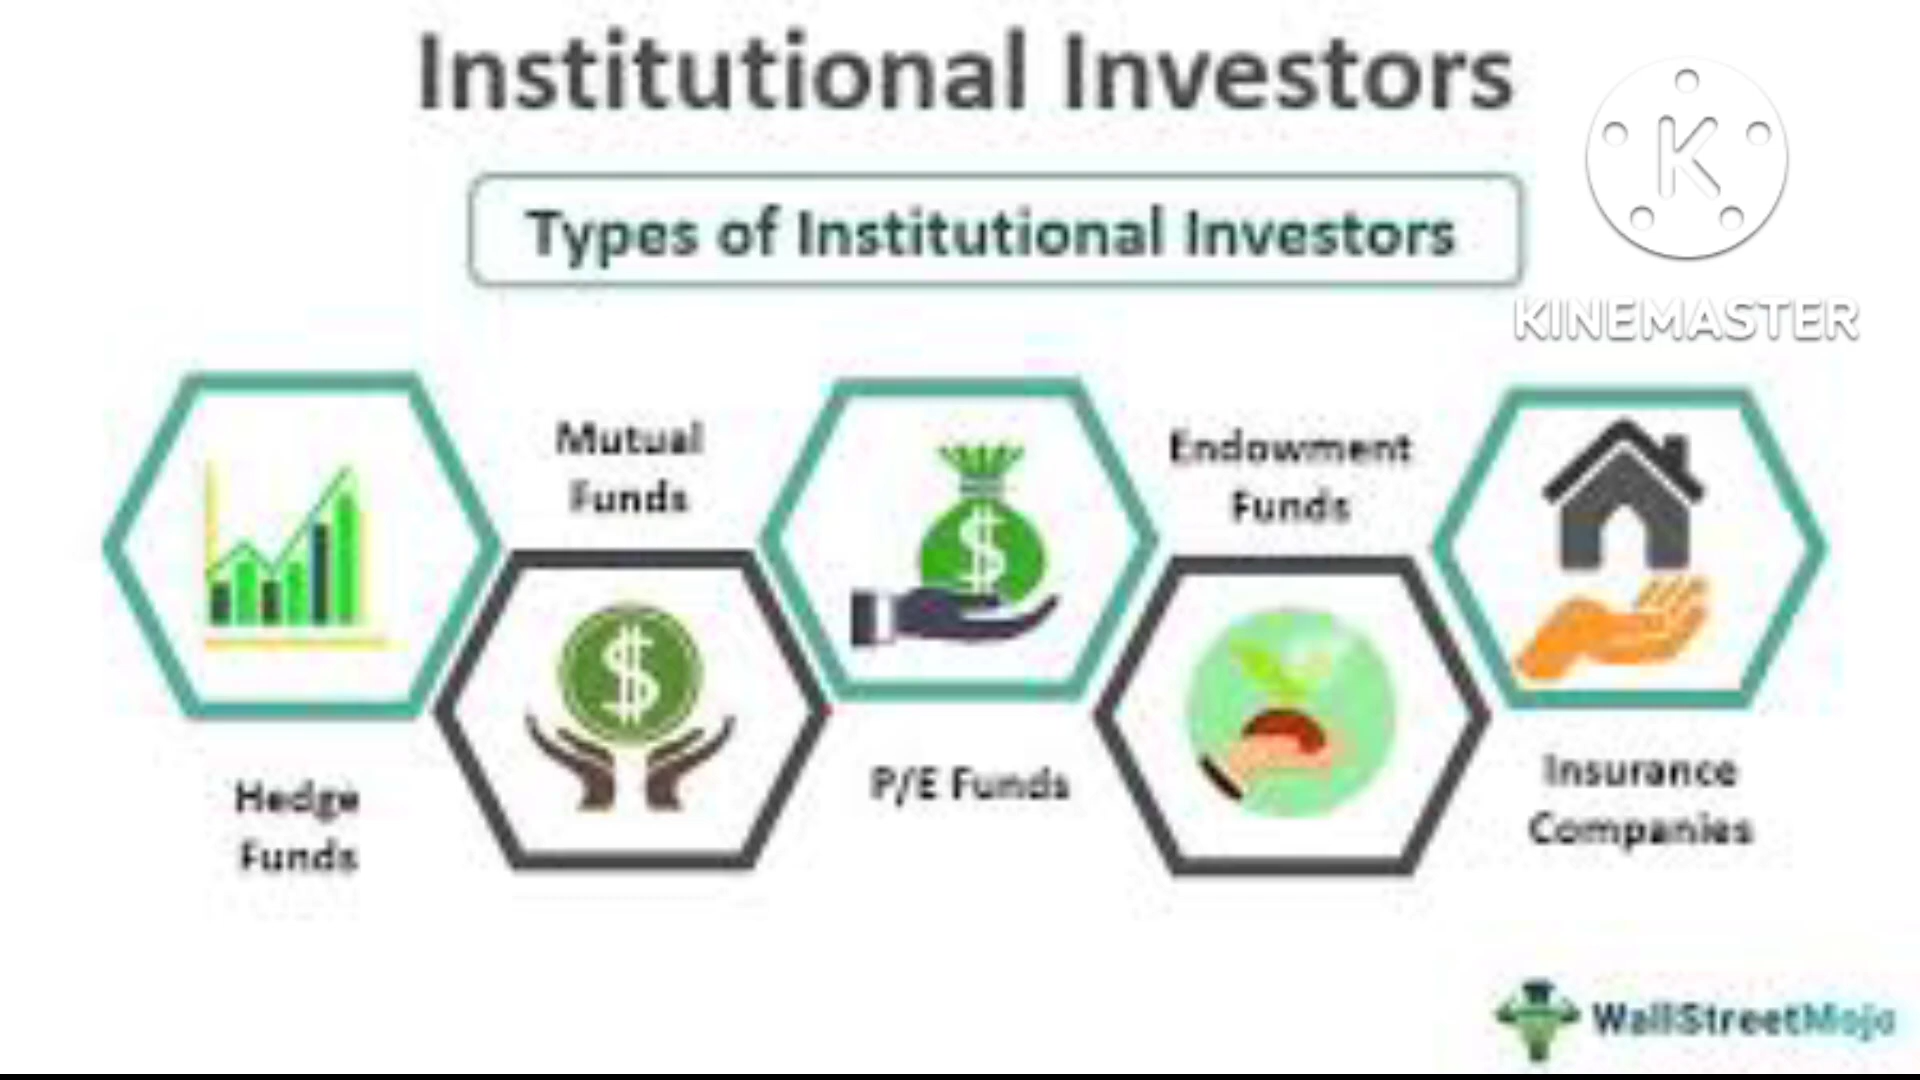 Institutional Investors
K
KINEMASTER
Types of Institutional Investors
Hedge
Funds
Mutual
Funds
$
$
P/E Funds
Endowment
Funds
Insurance
Companies
WallStreetMojo